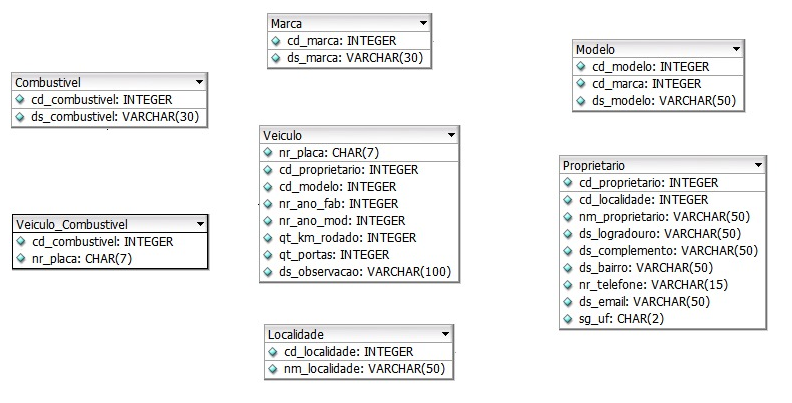 Marca
cd_marca: INTEGER
ds_marca: VARCHAR(30)
Modelo
cd_modelo: INTEGER
cd_marca: INTEGER
ds_modelo: VARCHAR(50)
Combustivel
cd_combustivel: INTEGER
ds_combustivel: VARCHAR(30)
Veiculo
nr_placa: CHAR(7)
cd_proprietario: INTEGER
cd_modelo: INTEGER
nr_ano_fab: INTEGER
nr_ano_mod: INTEGER
qt_km_rodado: INTEGER
qt_portas: INTEGER
ds_observacao: VARCHAR(100)
Proprietario
cd_proprietario: INTEGER
cd_localidade: INTEGER
nm_proprietario: VARCHAR(50)
ds_logradouro: VARCHAR(50)
ds_complemento: VARCHAR(50)
ds_bairro: VARCHAR(50)
nr_telefone: VARCHAR(15)
ds_email: VARCHAR(50)
sg_uf: CHAR(2)
Veiculo_Combustivel
cd_combustivel: INTEGER
nr_placa: CHAR(7)
Localidade
cd_localidade: INTEGER
nm_localidade: VARCHAR(50)